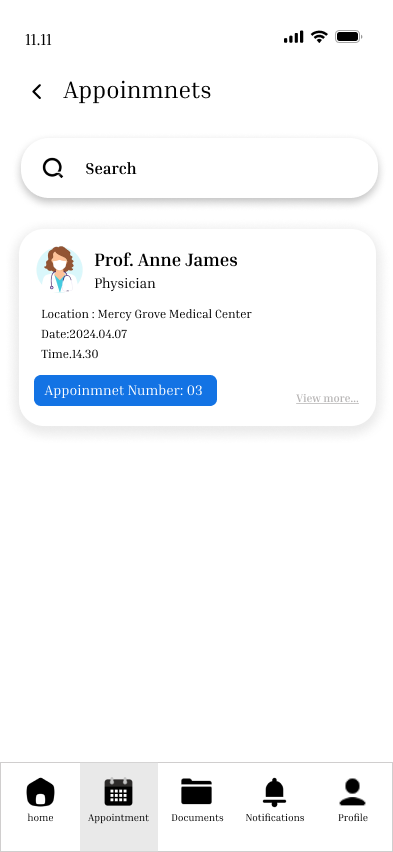 11.11
Appoinmnets
Search
Prof. Anne James
Physician
Location : Mercy Grove Medical Center
Date:2024.04.07
Time.14.30
Appoinmnet Number: 03
View more...
home
Appointment
Documents
Notifications
Profile